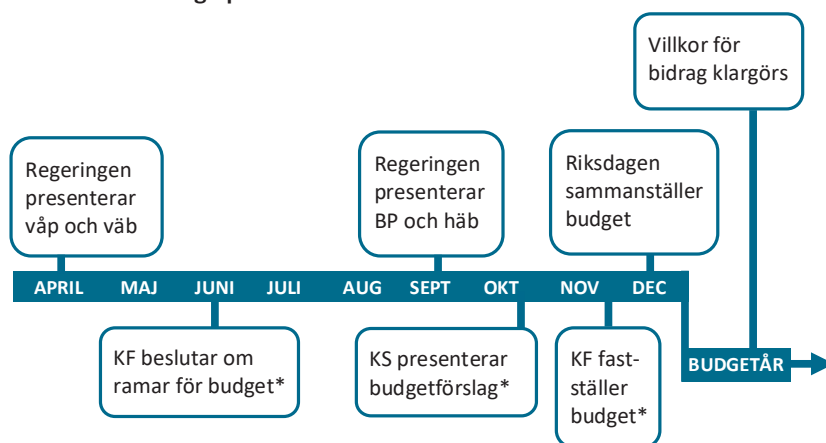 Villkor för
bidrag klargörs
Regeringen
presenterar
våp och väb
Regeringen
presenterar
BP och häb
Riksdagen
sammanställer
budget
APRIL MAJ JUNI JULI AUG SEPT OKT NOV DEC
KF beslutar om
ramar för budget*
KS presenterar
budgetförslag*
KF fast-
ställer
budget*
BUDGETÅR